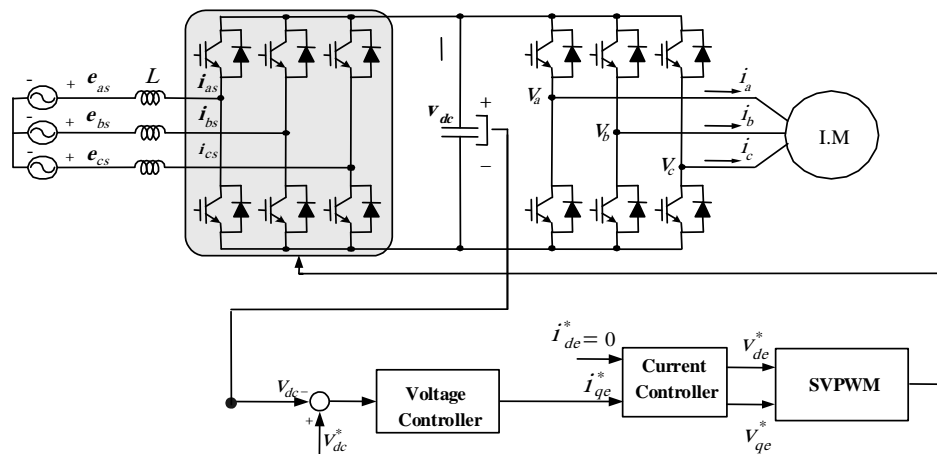 - + e_as L i_as
- + e_bs i_bs
- + e_cs i_cs
v_dc + −
V_a i_a
V_b i_b
V_c i_c
I.M
i*_de = 0
i*_qe
v_dc −
+
v*_dc
Voltage
Controller
Current
Controller
v*_de
v*_qe
SVPWM